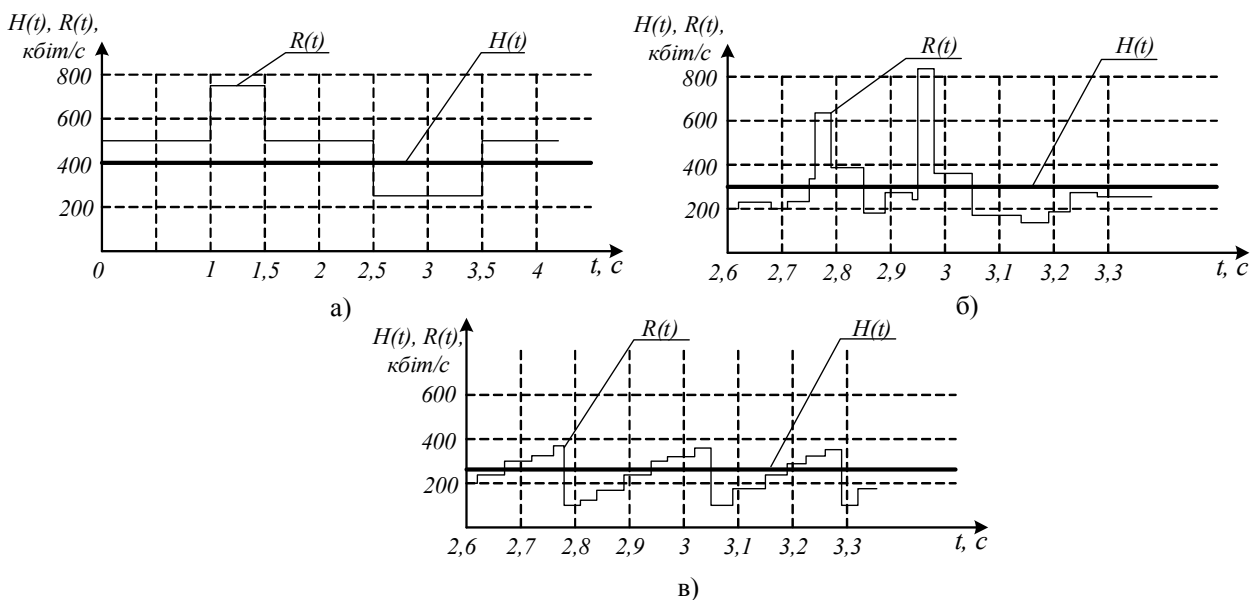 H(t), R(t),
кбіт/с
R(t)
H(t)
800
600
400
200
0 1 1,5 2 2,5 3 3,5 4 t, c
а)
H(t), R(t),
кбіт/с
R(t)
H(t)
800
600
400
200
2,6 2,7 2,8 2,9 3 3,1 3,2 3,3 t, c
б)
H(t), R(t),
кбіт/с
R(t)
H(t)
600
400
200
2,6 2,7 2,8 2,9 3 3,1 3,2 3,3 t, c
в)